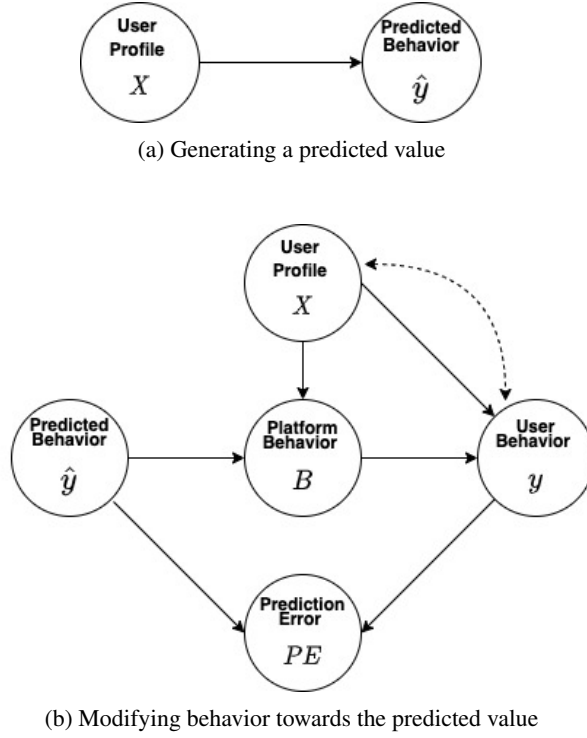 User
Profile
X
Predicted
Behavior
ŷ
(a) Generating a predicted value
User
Profile
X
Predicted
Behavior
ŷ
Platform
Behavior
B
User
Behavior
y
Prediction
Error
PE
(b) Modifying behavior towards the predicted value